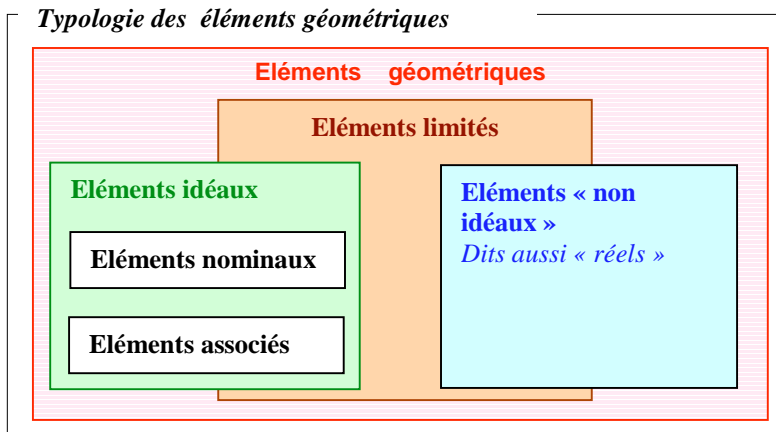 Typologie des éléments géométriques
Eléments géométriques
Eléments limités
Eléments idéaux
Eléments nominaux
Eléments associés
Eléments « non
idéaux »
Dits aussi « réels »